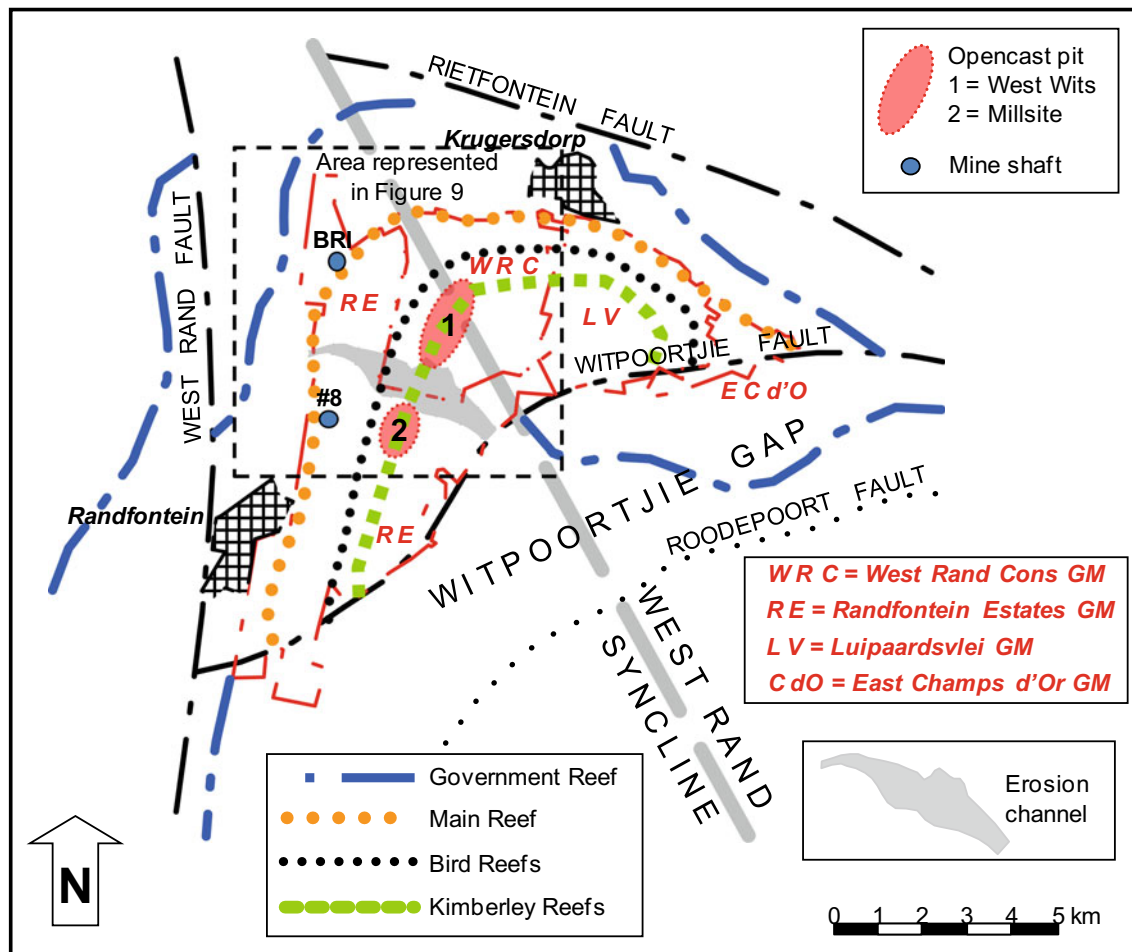 RIETFONTEIN FAULT
Krugersdorp
Area represented
in Figure 9
Opencast pit
1 = West Wits
2 = Millsite
Mine shaft
WEST RAND FAULT
BRI
W R C
R E
1
L V
WITPOORTJIE FAULT
E C d'O
#8
2
Randfontein
R E
WITPOORTJIE GAP
ROODEPOORT FAULT
WEST RAND
SYNCLINE
W R C = West Rand Cons GM
R E = Randfontein Estates GM
L V = Luipaardsvlei GM
C dO = East Champs d'Or GM
Government Reef
Main Reef
Bird Reefs
Kimberley Reefs
Erosion
channel
N
0 1 2 3 4 5 km